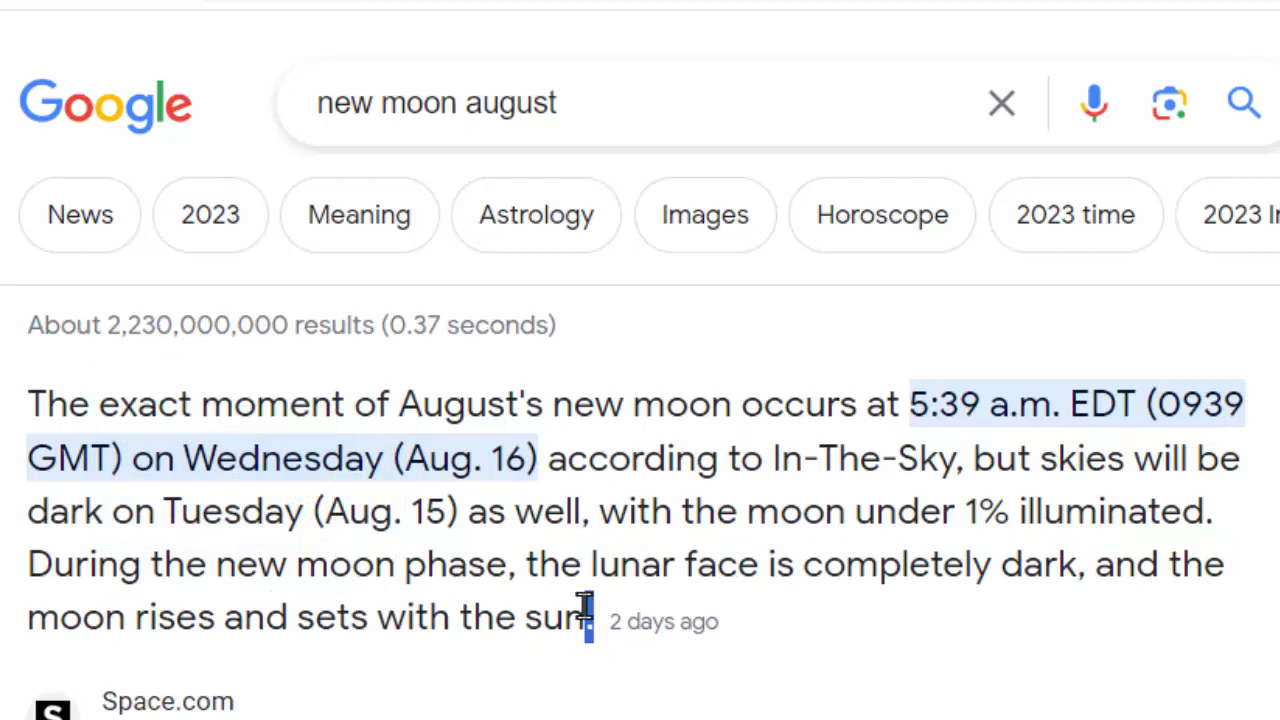 Google
new moon august
News 2023 Meaning Astrology Images Horoscope 2023 time 2023
About 2,230,000,000 results (0.37 seconds)
The exact moment of August's new moon occurs at 5:39 a.m. EDT (0939
GMT) on Wednesday (Aug. 16) according to In-The-Sky, but skies will be
dark on Tuesday (Aug. 15) as well, with the moon under 1% illuminated.
During the new moon phase, the lunar face is completely dark, and the
moon rises and sets with the sun. 2 days ago
S Space.com